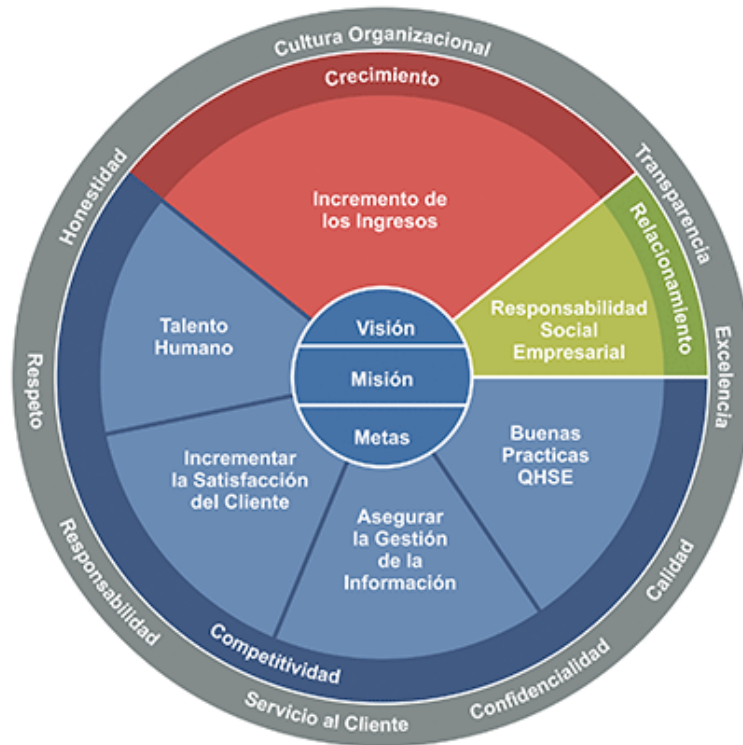 Cultura Organizacional
Crecimiento
Honestidad
Transparencia
Relacionamiento
Incremento de
los Ingresos
Talento
Humano
Visión
Misión
Metas
Responsabilidad
Social
Empresarial
Excelencia
Respeto
Incrementar
la Satisfacción
del Cliente
Asegurar
la Gestión
de la
Información
Buenas
Practicas
QHSE
Responsabilidad
Competitividad
Calidad
Servicio al Cliente
Confidencialidad